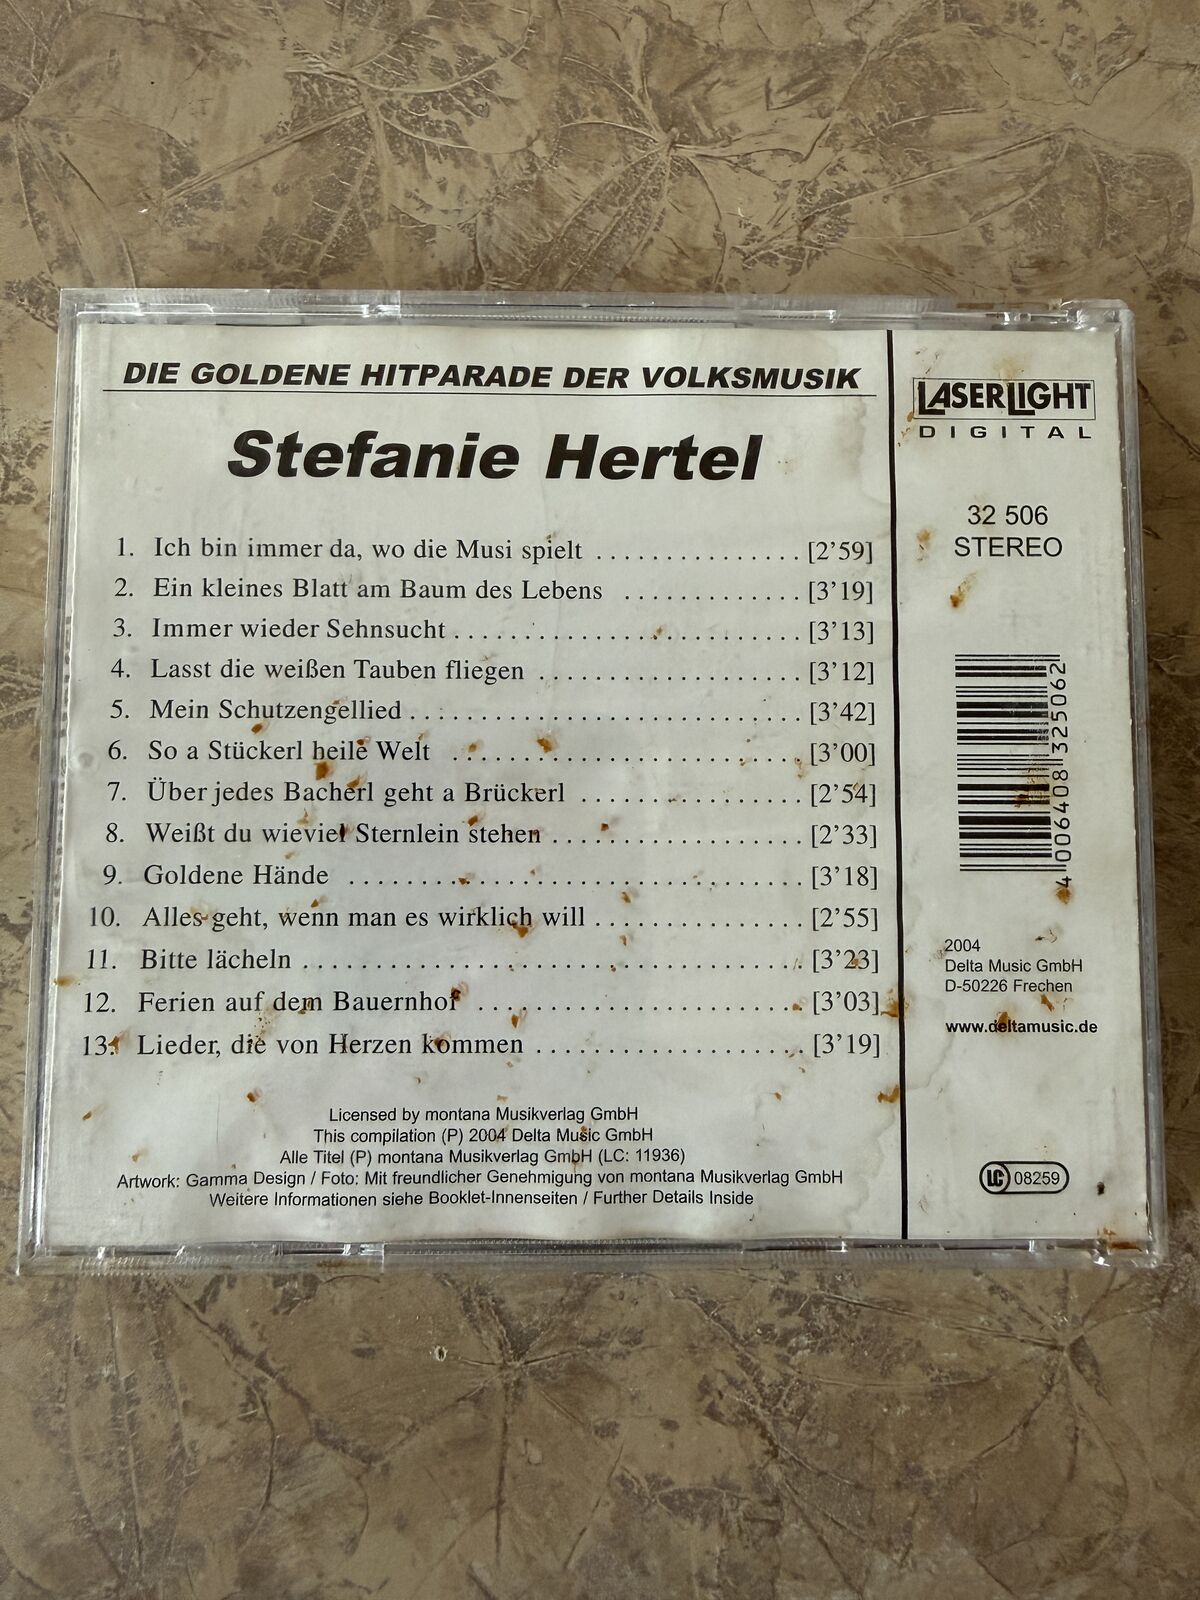 DIE GOLDENE HITPARADE DER VOLKSMUSIK
Stefanie Hertel
1. Ich bin immer da, wo die Musi spielt ............... [2’59]
2. Ein kleines Blatt am Baum des Lebens ............. [3’19]
3. Immer wieder Sehnsucht ......................... [3’13]
4. Lasst die weißen Tauben fliegen ................... [3’12]
5. Mein Schutzengellied ............................ [3’42]
6. So a Stückerl heile Welt ......................... [3’00]
7. Über jedes Bacherl geht a Brückerl ................ [2’54]
8. Weißt du wieviel Sternlein stehen .................. [2’33]
9. Goldene Hände ................................ [3’18]
10. Alles geht, wenn man es wirklich will ............... [2’55]
11. Bitte lächeln .................................... [3’23]
12. Ferien auf dem Bauernhof ........................ [3’03]
13. Lieder, die von Herzen kommen .................... [3’19]
Licensed by montana Musikverlag GmbH
This compilation (P) 2004 Delta Music GmbH
Alle Titel (P) montana Musikverlag GmbH (LC: 11936)
Artwork: Gamma Design / Foto: Mit freundlicher Genehmigung von montana Musikverlag GmbH
Weitere Informationen siehe Booklet-Innenseiten / Further Details Inside
LASERLIGHT
DIGITAL
32 506
STEREO
4 006408 325062
2004
Delta Music GmbH
D-50226 Frechen
www.deltamusic.de
LC 08259